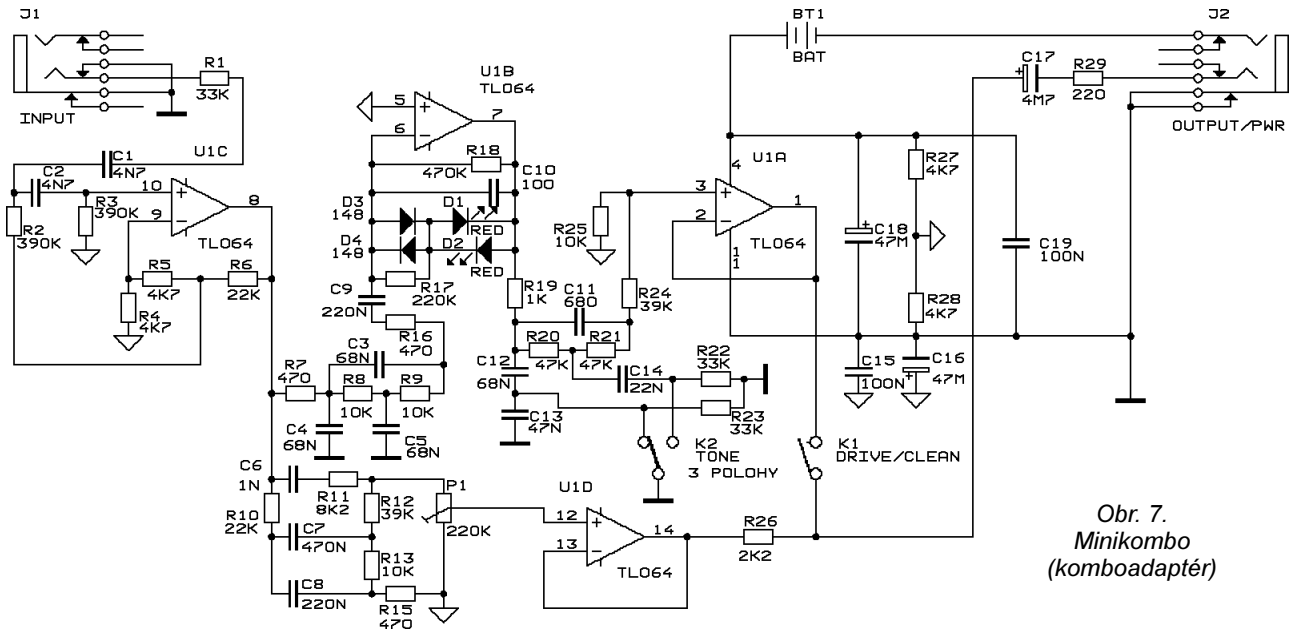 J1
R1
33K
INPUT
C1
4N7
U1C
C2
4N7
10
9
8
R3
390K
R2
390K
TL064
R5
4K7
R6
22K
R4
4K7
U1B
TL064
5
6
7
R18
470K
C10
100
D3
148
D1
RED
D4
148
D2
RED
R17
220K
C9
220N
R16
470
C3
68N
R7
470
R8
10K
R9
10K
C4
68N
C5
68N
C6
1N
R11
8K2
R10
22K
R12
39K
P1
220K
C7
470N
R13
10K
C8
220N
R15
470
R19
1K
C11
680
R24
39K
R20
47K
R21
47K
C12
68N
C14
22N
R22
33K
R23
33K
C13
47N
K2
TONE
3 POLOHY
K1
DRIVE/CLEAN
U1D
12
13
14
TL064
R26
2K2
R25
10K
U1A
3
2
4
1
11
TL064
BT1
BAT
J2
C17
+
4M7
R29
220
OUTPUT/PWR
R27
4K7
C18
47M
C19
100N
R28
4K7
C15
100N
C16
47M
Obr. 7.
Minikombo
(komboadaptér)